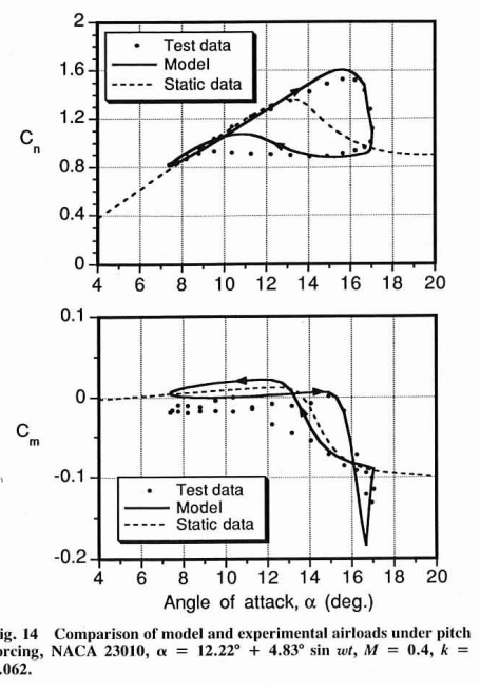 2
1.6
1.2
0.8
0.4
0
Cn
Test data
Model
Static data
4 6 8 10 12 14 16 18 20
0.1
0
-0.1
-0.2
Cm
Test data
Model
Static data
4 6 8 10 12 14 16 18 20
Angle of attack, α (deg.)
ig. 14 Comparison of model and experimental airloads under pitch
orcing, NACA 23010, α = 12.22° + 4.83° sin wt, M = 0.4, k =
.062.